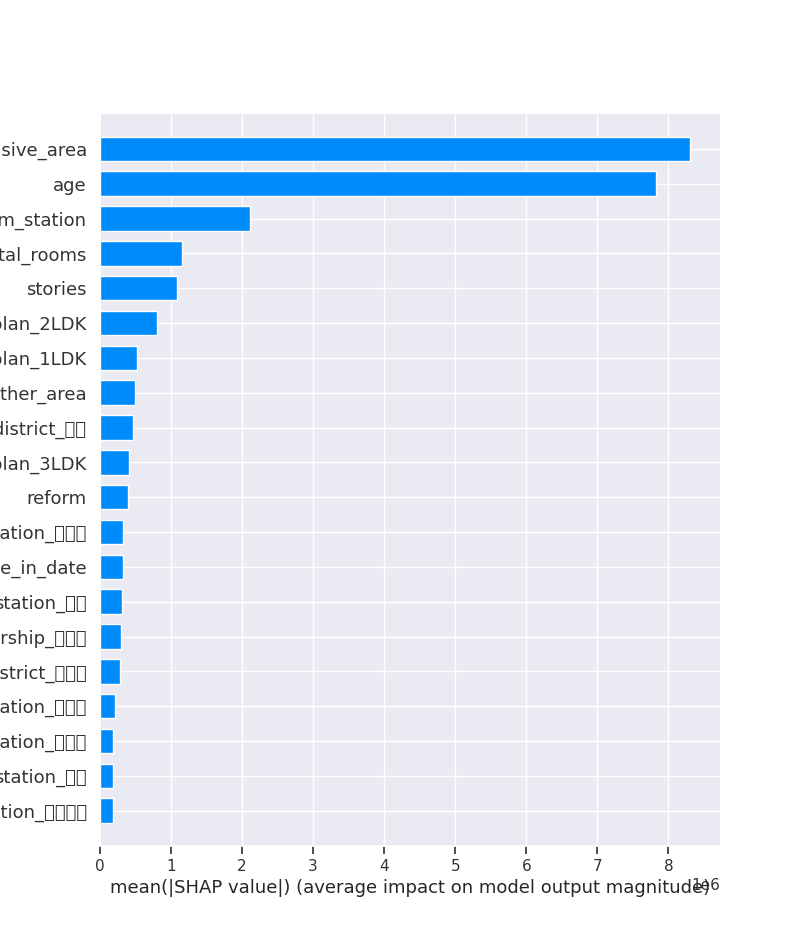 sive_area
age
m_station
tal_rooms
stories
plan_2LDK
plan_1LDK
ther_area
district_
plan_3LDK
reform
ation_
e_in_date
station_
rship_
strict_
ation_
ation_
station_
tion_
0 1 2 3 4 5 6 7 8
1e6
mean(|SHAP value|) (average impact on model output magnitude)